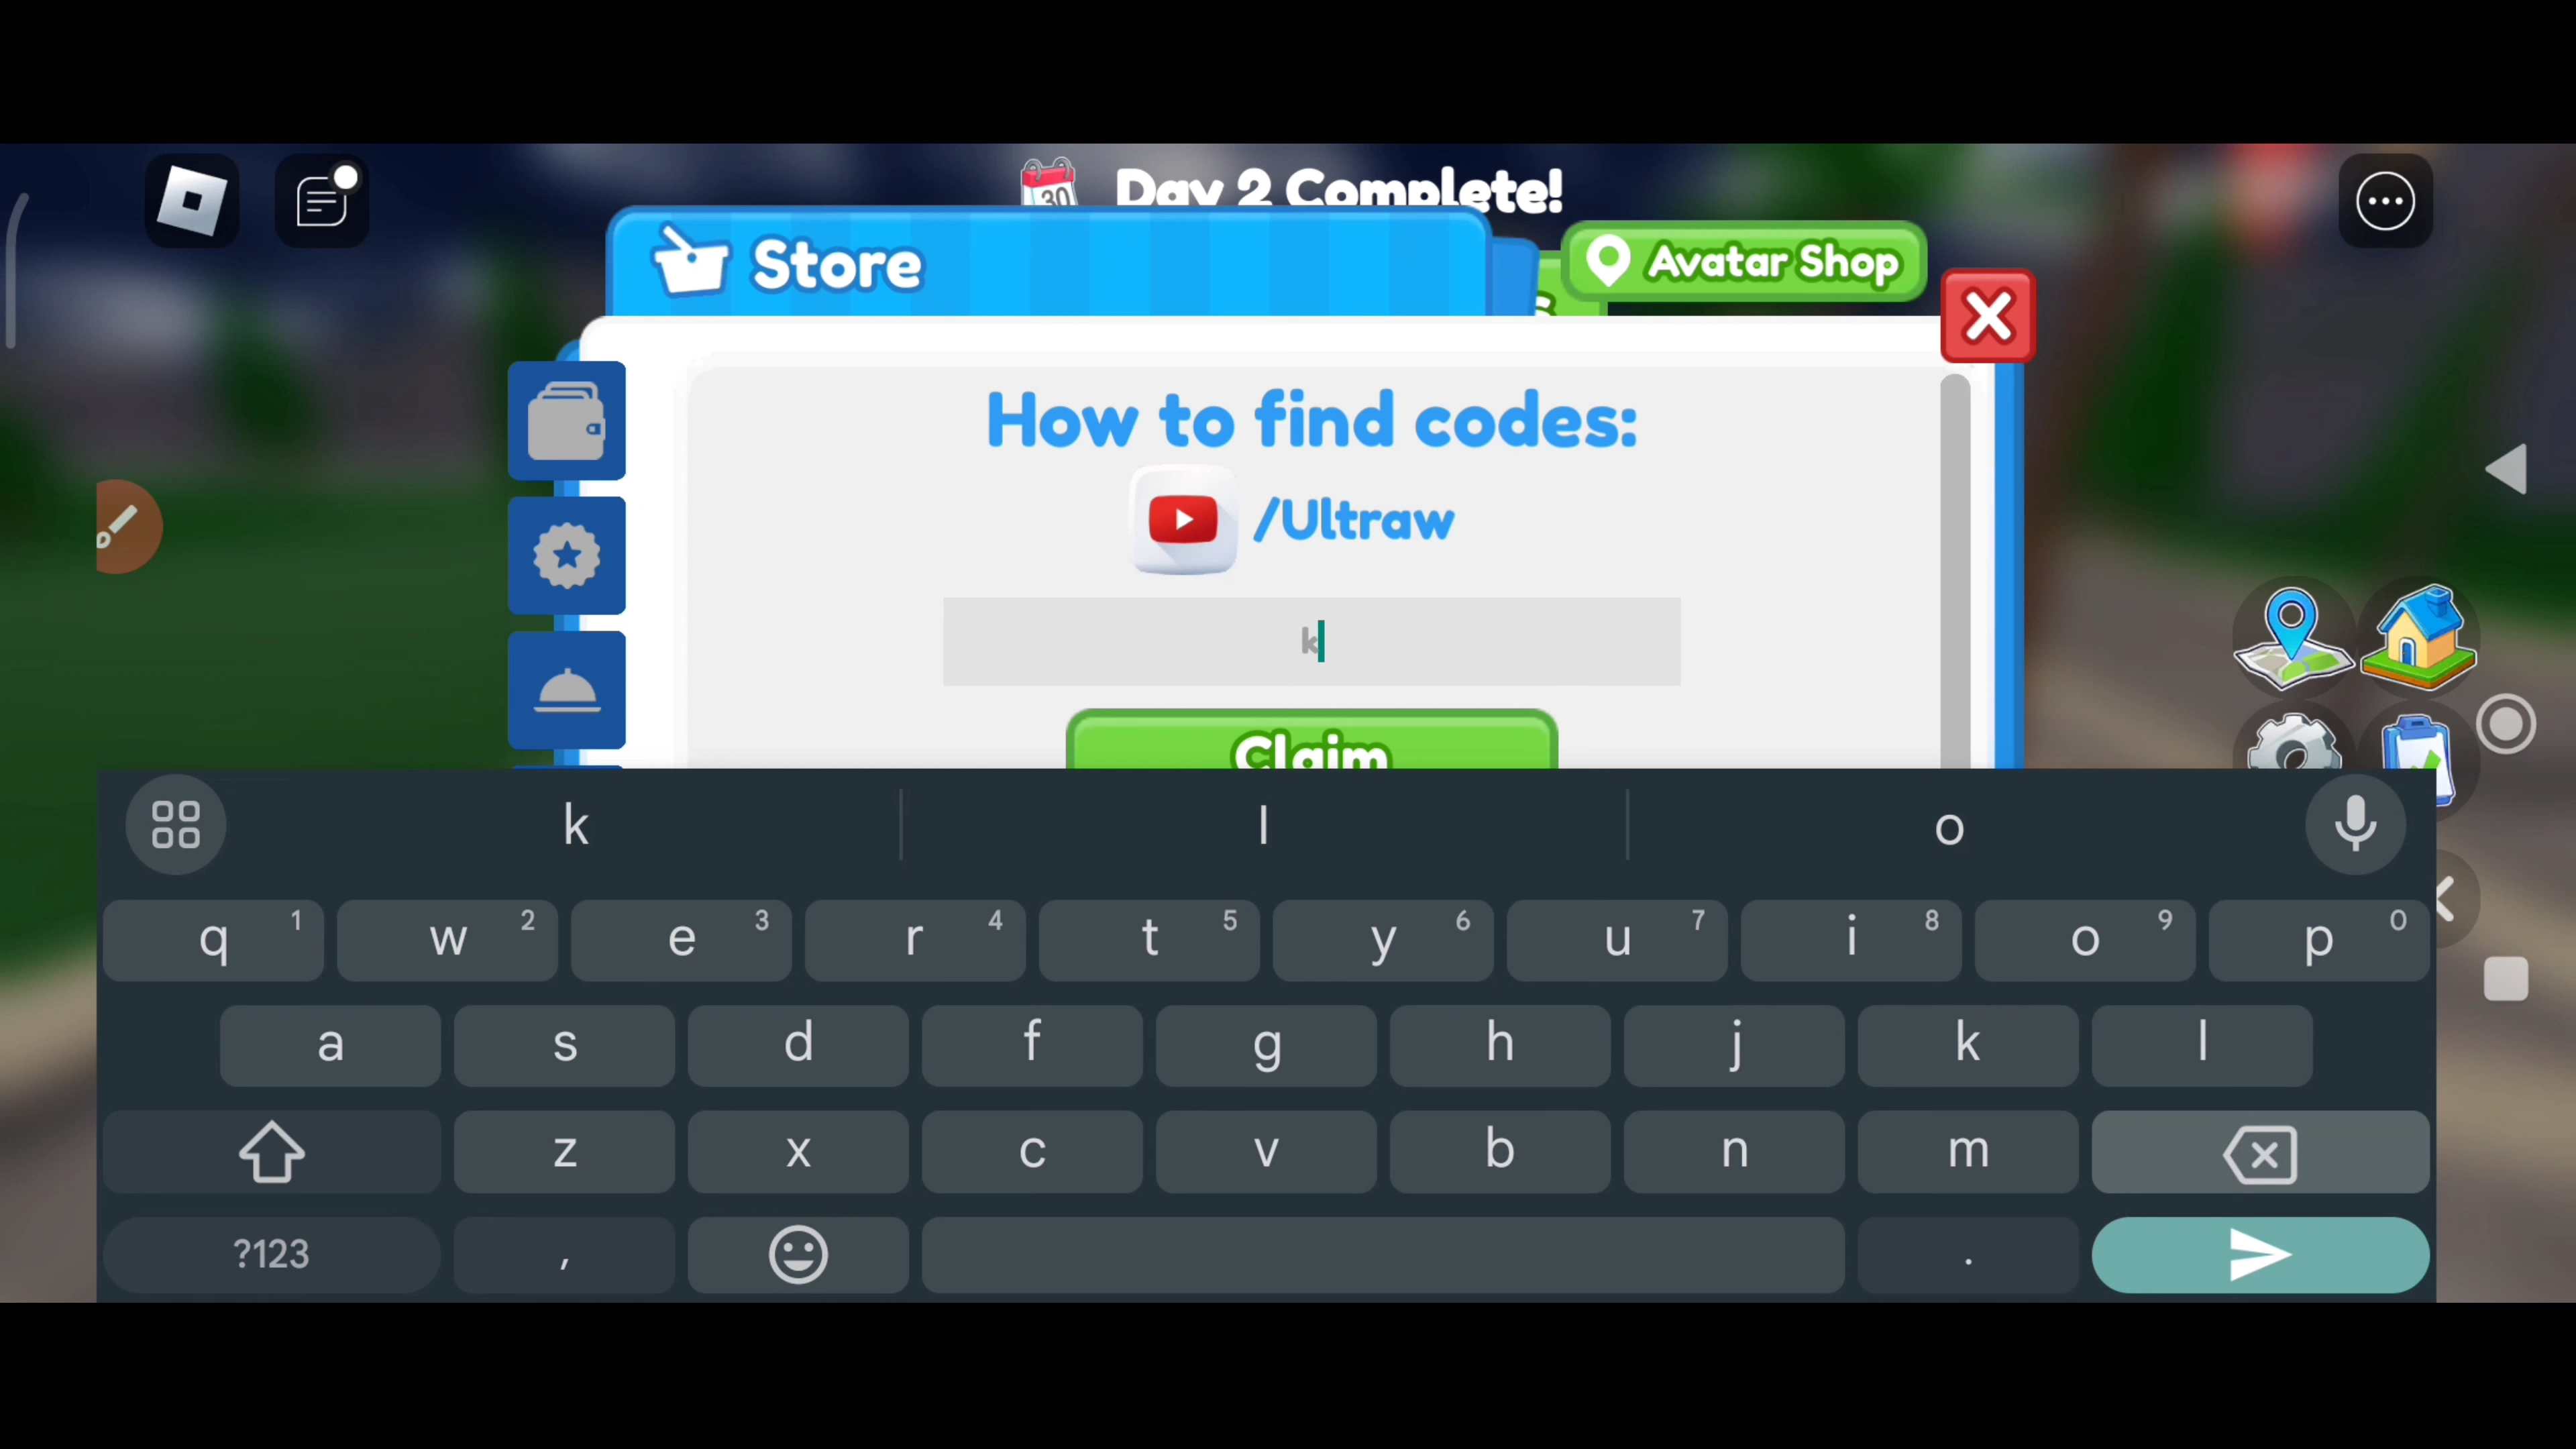 30 Day 2 Complete!
Store
Avatar Shop
s
How to find codes:
/Ultraw
k
Claim
k l o
q 1 w 2 e 3 r 4 t 5 y 6 u 7 i 8 o 9 p 0
a s d f g h j k l
z x c v b n m
?123 , .